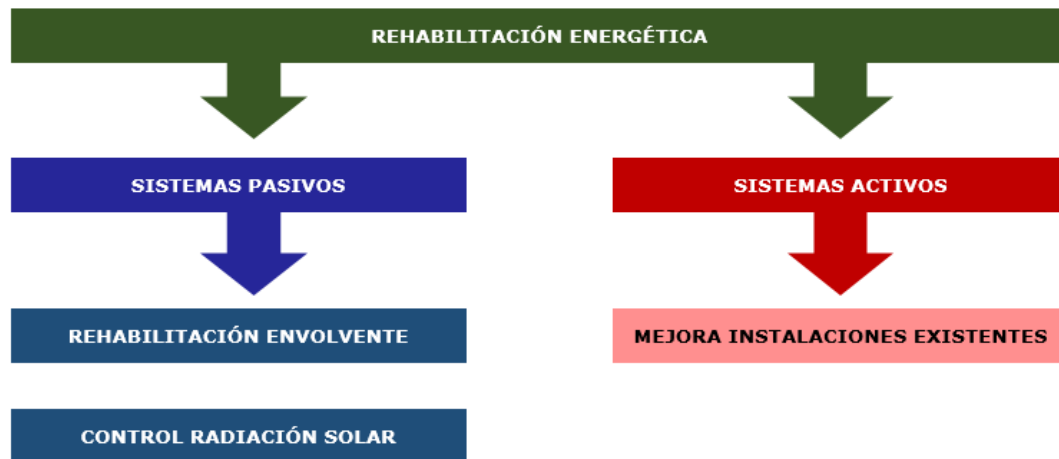 REHABILITACIÓN ENERGÉTICA
SISTEMAS PASIVOS
SISTEMAS ACTIVOS
REHABILITACIÓN ENVOLVENTE
MEJORA INSTALACIONES EXISTENTES
CONTROL RADIACIÓN SOLAR